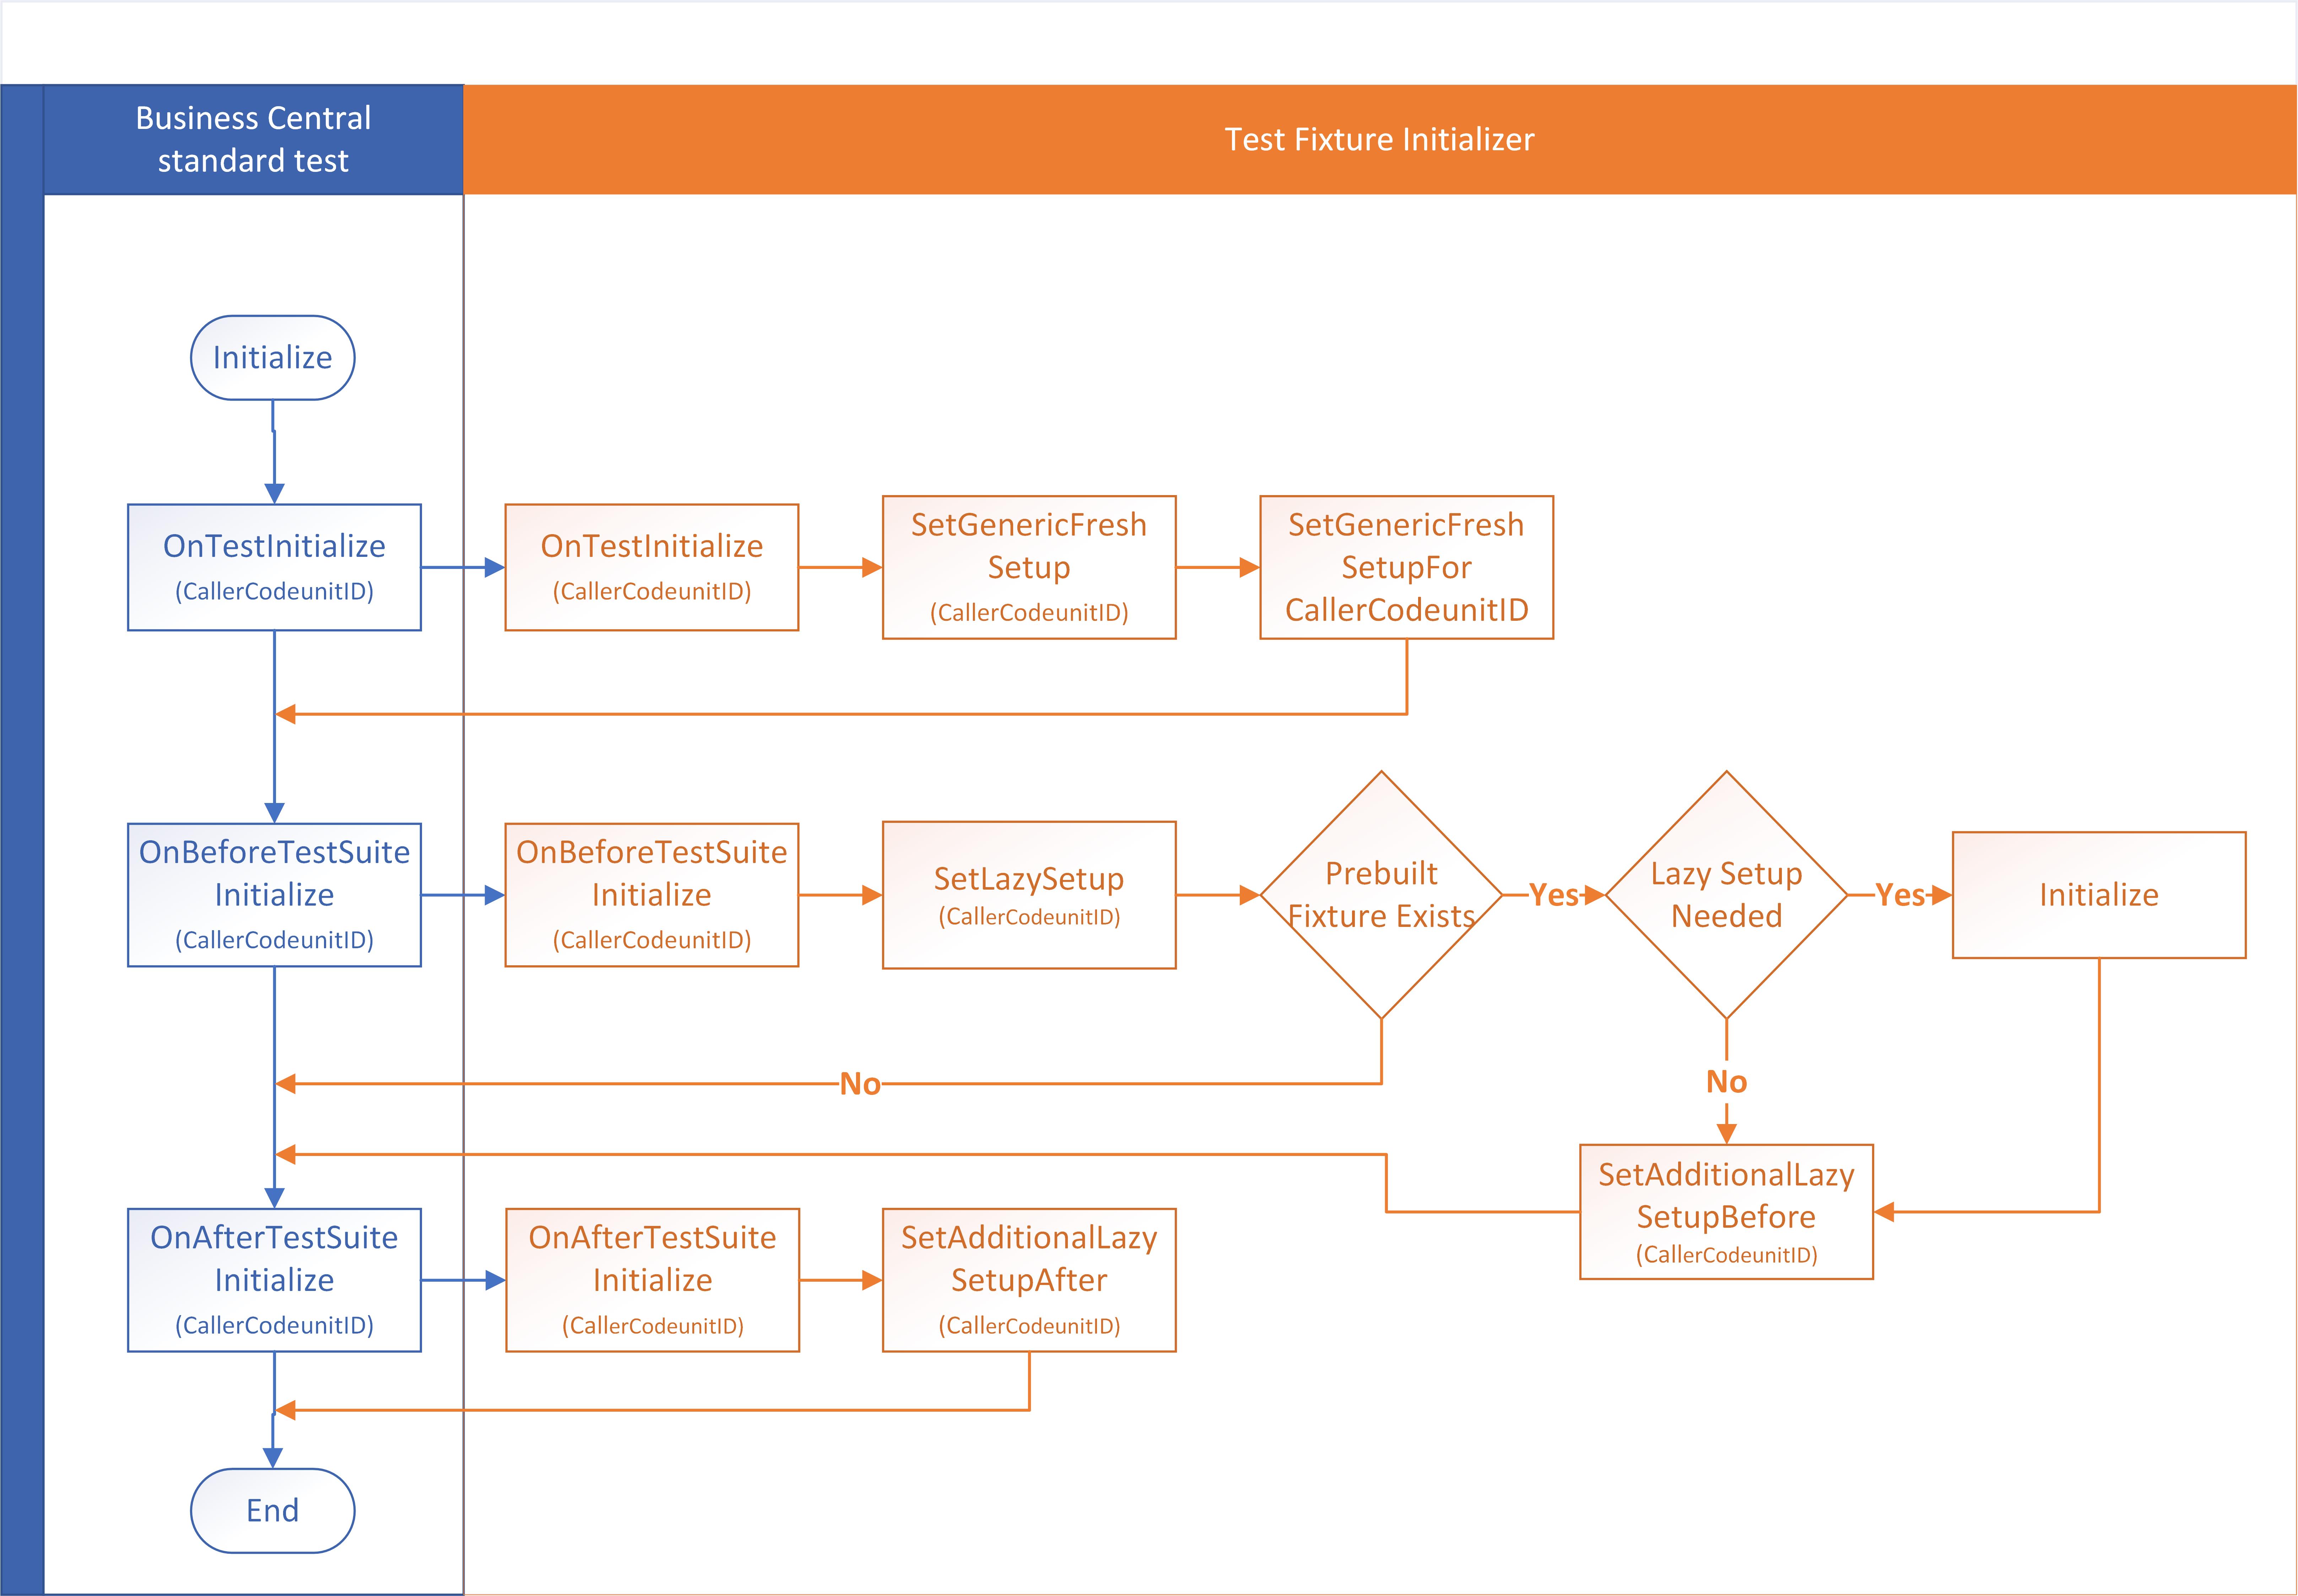 Business Central
standard test
Test Fixture Initializer
Initialize
OnTestInitialize
(CallerCodeunitID)
OnTestInitialize
(CallerCodeunitID)
SetGenericFresh
Setup
(CallerCodeunitID)
SetGenericFresh
SetupFor
CallerCodeunitID
OnBeforeTestSuite
Initialize
(CallerCodeunitID)
OnBeforeTestSuite
Initialize
(CallerCodeunitID)
SetLazySetup
(CallerCodeunitID)
Prebuilt
Fixture Exists
Yes
Lazy Setup
Needed
Yes
Initialize
No
No
SetAdditionalLazy
SetupBefore
(CallerCodeunitID)
OnAfterTestSuite
Initialize
(CallerCodeunitID)
OnAfterTestSuite
Initialize
(CallerCodeunitID)
SetAdditionalLazy
SetupAfter
(CallerCodeunitID)
End